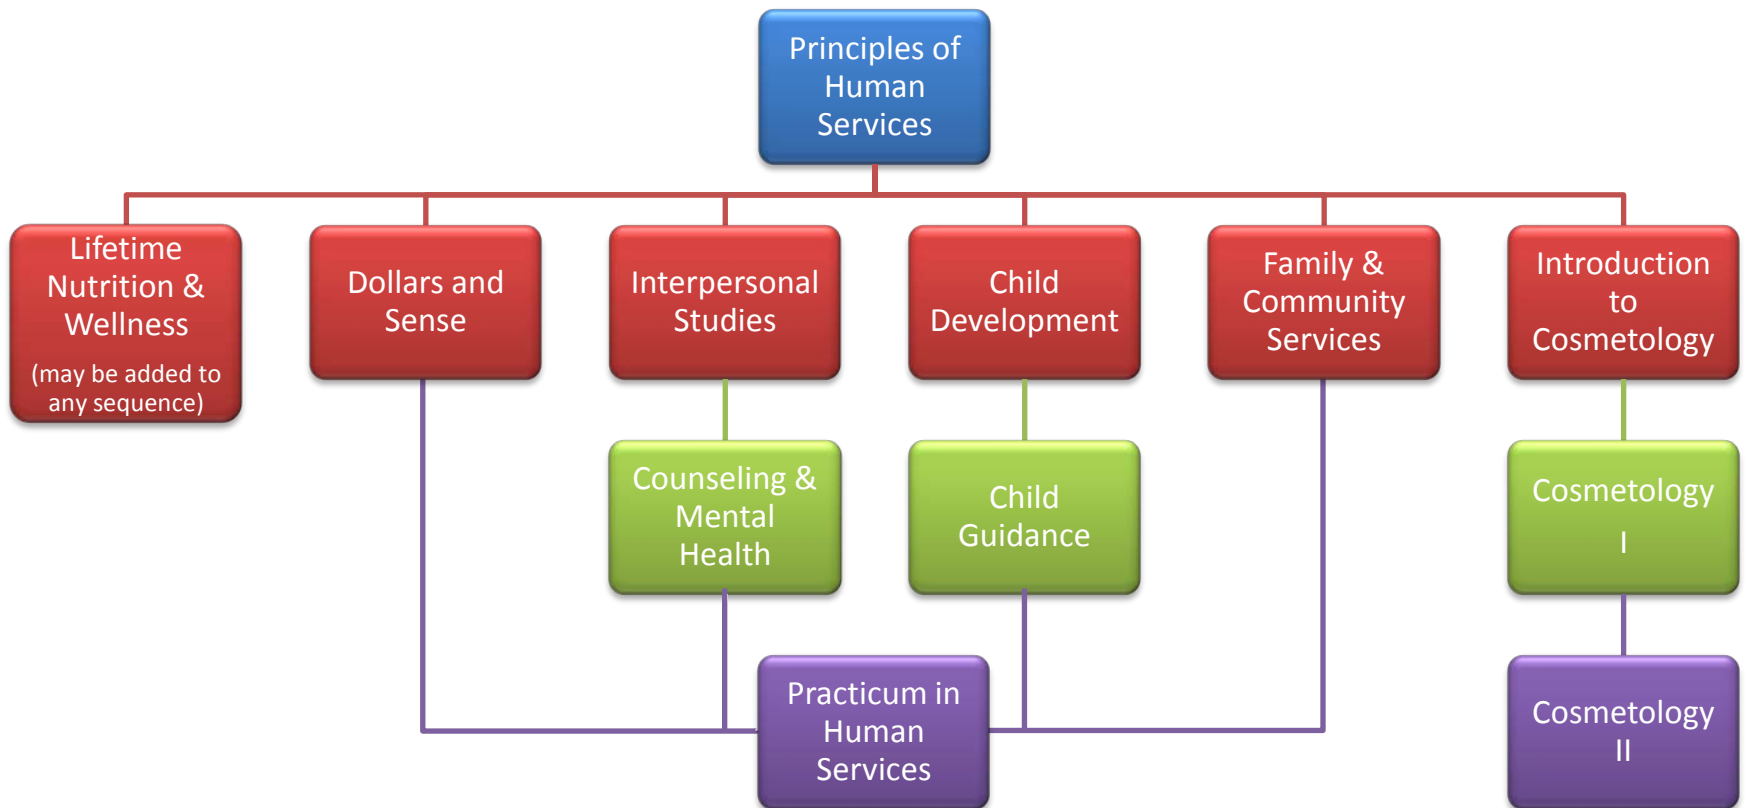 Principles of
Human
Services
Lifetime
Nutrition &
Wellness
(may be added to
any sequence)
Dollars and
Sense
Interpersonal
Studies
Child
Development
Family &
Community
Services
Introduction
to
Cosmetology
Counseling &
Mental
Health
Child
Guidance
Cosmetology
I
Practicum in
Human
Services
Cosmetology
II